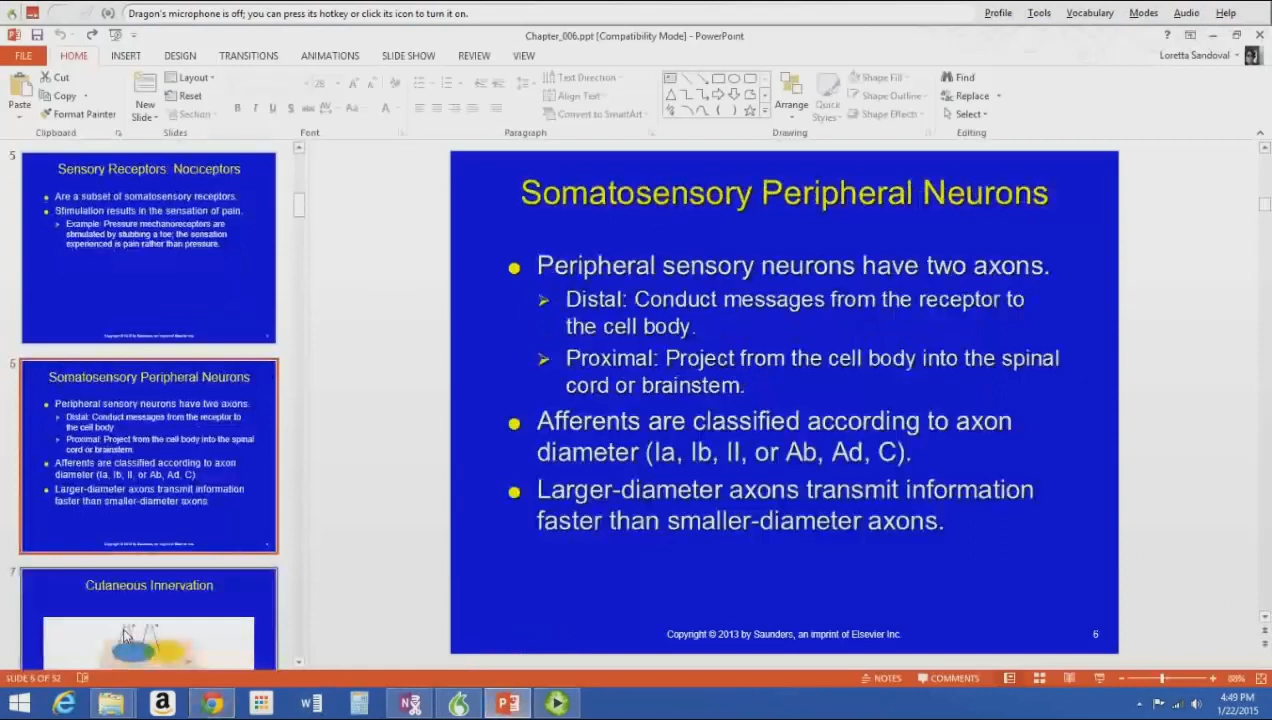 Dragon's microphone is off; you can press its hotkey or click its icon to turn it on.
Profile Tools Vocabulary Modes Audio Help
Chapter_006.ppt [Compatibility Mode] - PowerPoint
FILE HOME INSERT DESIGN TRANSITIONS ANIMATIONS SLIDE SHOW REVIEW VIEW
Loretta Sandoval
Cut
Copy
Format Painter
Paste
Clipboard
New
Slide
Layout
Reset
Section
Slides
28
Font
Text Direction
Align Text
Convert to SmartArt
Paragraph
Arrange
Quick
Styles
Shape Fill
Shape Outline
Shape Effects
Drawing
Find
Replace
Select
Editing
5
Sensory Receptors: Nociceptors
Are a subset of somatosensory receptors.
Stimulation results in the sensation of pain.
Example: Pressure mechanoreceptors are
stimulated by stubbing a toe; the sensation
experienced is pain rather than pressure.
6
Somatosensory Peripheral Neurons
Peripheral sensory neurons have two axons.
Distal: Conduct messages from the receptor to
the cell body
Proximal: Project from the cell body into the spinal
cord or brainstem.
Afferents are classified according to axon
diameter (Ia, Ib, II, or Ab, Ad, C)
Larger-diameter axons transmit information
faster than smaller-diameter axons
7
Cutaneous Innervation
Somatosensory Peripheral Neurons
Peripheral sensory neurons have two axons.
Distal: Conduct messages from the receptor to
the cell body.
Proximal: Project from the cell body into the spinal
cord or brainstem.
Afferents are classified according to axon
diameter (Ia, Ib, II, or Ab, Ad, C).
Larger-diameter axons transmit information
faster than smaller-diameter axons.
Copyright © 2013 by Saunders, an imprint of Elsevier Inc.
6
SLIDE 6 OF 52
NOTES COMMENTS
88%
4:49 PM
1/22/2015